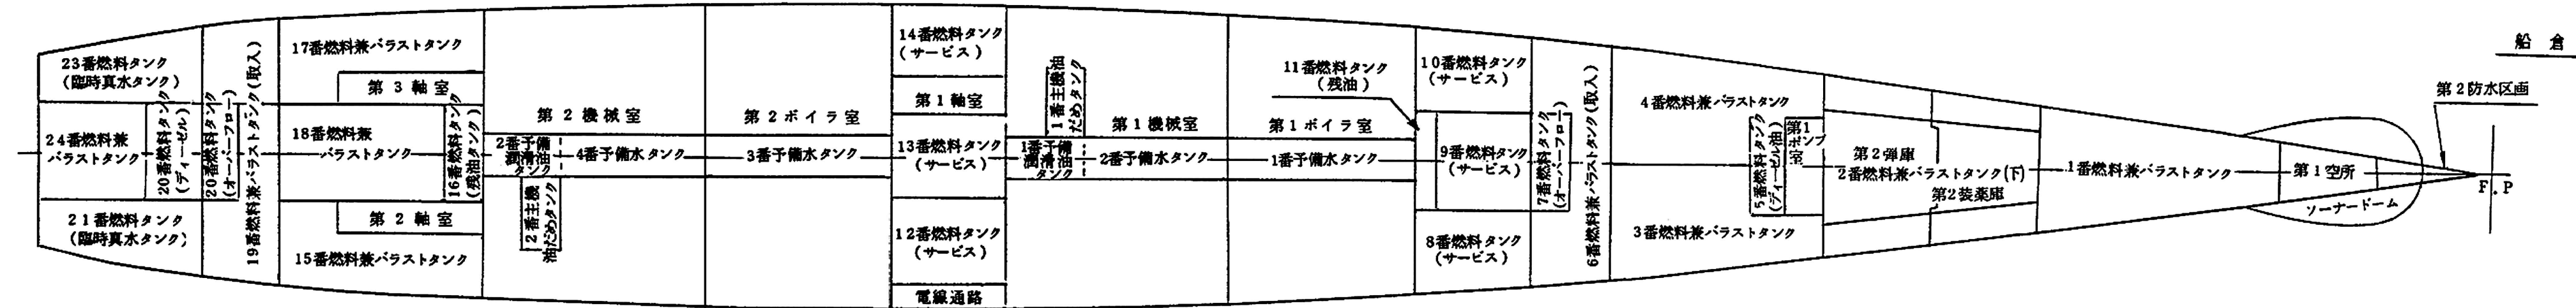 船倉
23番燃料タンク
(臨時真水タンク)
24番燃料兼
バラストタンク
21番燃料タンク
(臨時真水タンク)
20番燃料タンク
(ディーゼル)
20番燃料タンク
(オーバーフロー)
19番燃料兼バラストタンク(取入)
17番燃料兼バラストタンク
第3軸室
18番燃料兼
バラストタンク
16番燃料タンク
(残油タンク)
第2軸室
15番燃料兼バラストタンク
第2機械室
2番予備
潤滑油
タンク
4番予備水タンク
2番主機
油だめタンク
第2ボイラ室
3番予備水タンク
14番燃料タンク
(サービス)
第1軸室
13番燃料タンク
(サービス)
12番燃料タンク
(サービス)
電線通路
1番主機油
だめタンク
第1機械室
1番予備
潤滑油
タンク
2番予備水タンク
11番燃料タンク
(残油)
第1ボイラ室
1番予備水タンク
10番燃料タンク
(サービス)
9番燃料タンク
(サービス)
8番燃料タンク
(サービス)
7番燃料タンク
(オーバーフロー)
6番燃料兼バラストタンク(取入)
4番燃料兼バラストタンク
5番燃料タンク
(ディーゼル油)
第1
ポンプ
室
3番燃料兼バラストタンク
第2弾庫
2番燃料兼バラストタンク(下)
第2装薬庫
1番燃料兼バラストタンク
第1空所
ソーナードーム
第2防水区画
F.P